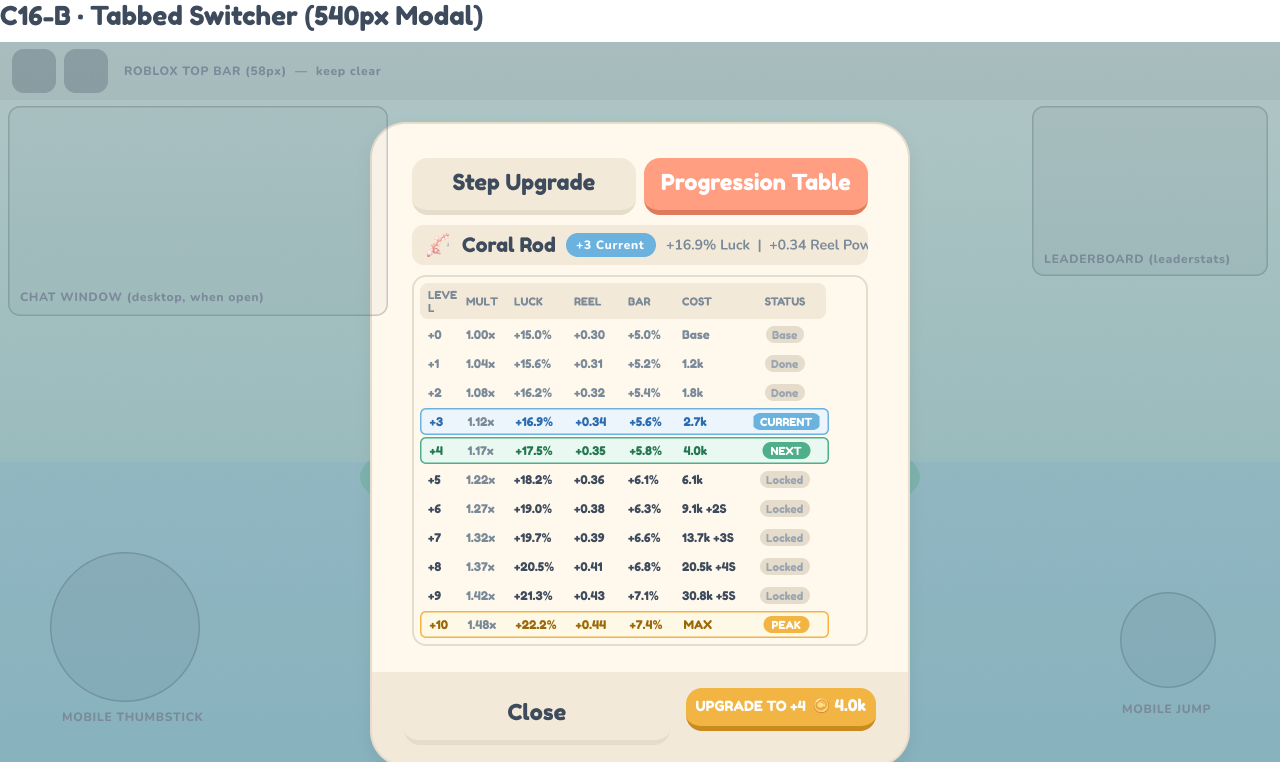 C16-B · Tabbed Switcher (540px Modal)
ROBLOX TOP BAR (58px) — keep clear
CHAT WINDOW (desktop, when open)
LEADERBOARD (leaderstats)
Step Upgrade
Progression Table
Coral Rod +3 Current +16.9% Luck | +0.34 Reel Pow
LEVE
L MULT LUCK REEL BAR COST STATUS
+0 1.00x +15.0% +0.30 +5.0% Base Base
+1 1.04x +15.6% +0.31 +5.2% 1.2k Done
+2 1.08x +16.2% +0.32 +5.4% 1.8k Done
+3 1.12x +16.9% +0.34 +5.6% 2.7k CURRENT
+4 1.17x +17.5% +0.35 +5.8% 4.0k NEXT
+5 1.22x +18.2% +0.36 +6.1% 6.1k Locked
+6 1.27x +19.0% +0.38 +6.3% 9.1k +2S Locked
+7 1.32x +19.7% +0.39 +6.6% 13.7k +3S Locked
+8 1.37x +20.5% +0.41 +6.8% 20.5k +4S Locked
+9 1.42x +21.3% +0.43 +7.1% 30.8k +5S Locked
+10 1.48x +22.2% +0.44 +7.4% MAX PEAK
Close
UPGRADE TO +4 4.0k
MOBILE THUMBSTICK
MOBILE JUMP